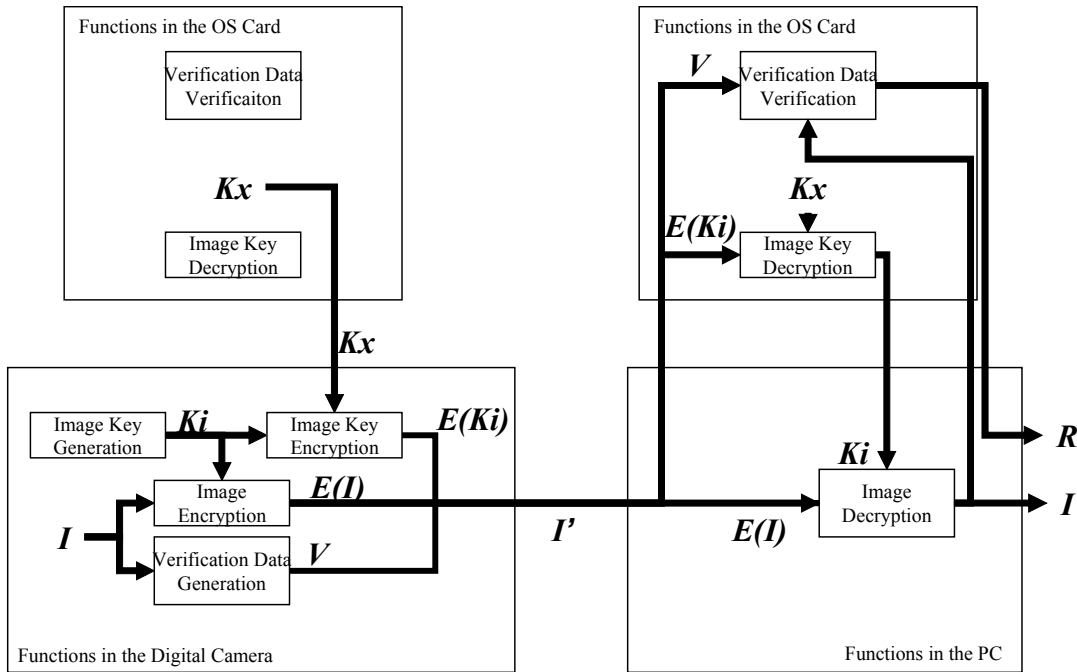 Functions in the OS Card
Verification Data
Verificaiton
Kx
Image Key
Decryption
Kx
Image Key
Generation
Ki
Image Key
Encryption
E(Ki)
Image
Encryption
E(I)
I
Verification Data
Generation
V
Functions in the Digital Camera
I’
Functions in the OS Card
V
Verification Data
Verification
Kx
E(Ki)
Image Key
Decryption
R
Ki
Image
Decryption
E(I)
I
Functions in the PC